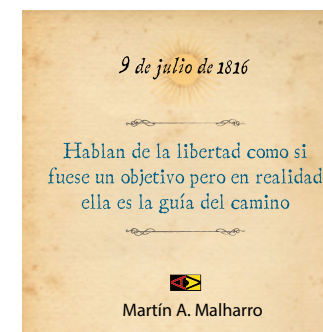 9 de julio de 1816
Hablan de la libertad como si
fuese un objetivo pero en realidad
ella es la guía del camino
Martín A. Malharro